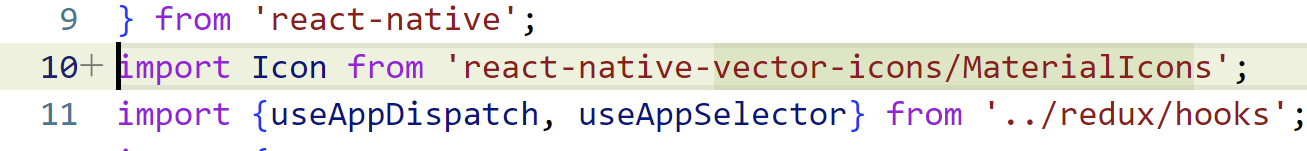 9 } from 'react-native';
10+ import Icon from 'react-native-vector-icons/MaterialIcons';
11 import {useAppDispatch, useAppSelector} from '../redux/hooks';